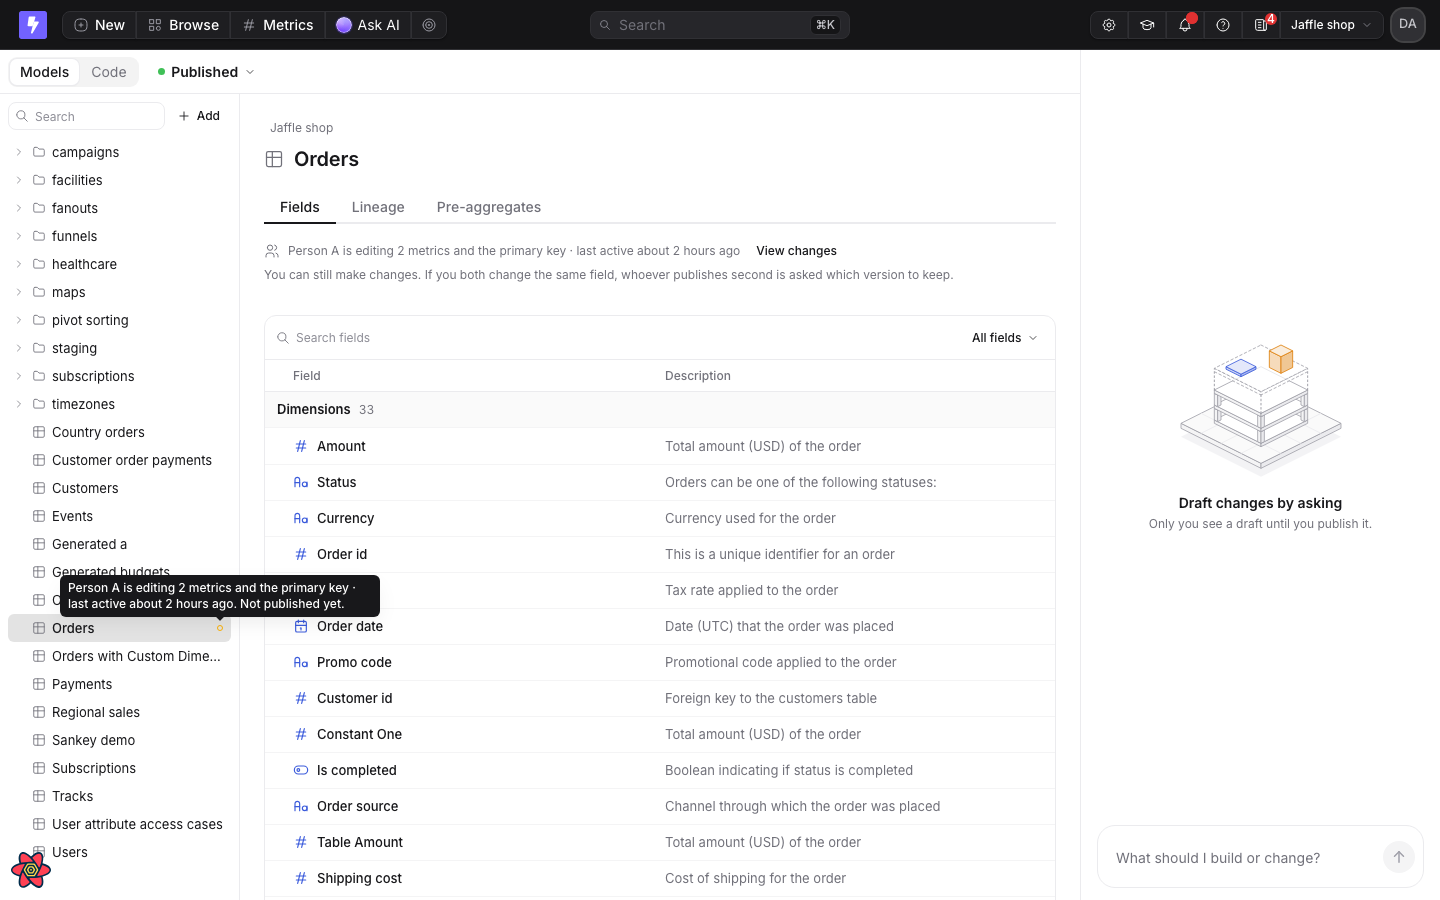 New
Browse
Metrics
Ask AI
Search
⌘K
4
Jaffle shop
DA
Models
Code
Published
Search
Add
campaigns
facilities
fanouts
funnels
healthcare
maps
pivot sorting
staging
subscriptions
timezones
Country orders
Customer order payments
Customers
Events
Generated a
Generated budgets
Person A is editing 2 metrics and the primary key ·
last active about 2 hours ago. Not published yet.
Orders
Orders with Custom Dime...
Payments
Regional sales
Sankey demo
Subscriptions
Tracks
User attribute access cases
Users
Jaffle shop
Orders
Fields
Lineage
Pre-aggregates
Person A is editing 2 metrics and the primary key · last active about 2 hours ago
View changes
You can still make changes. If you both change the same field, whoever publishes second is asked which version to keep.
Search fields
All fields
Field
Description
Dimensions 33
Amount
Total amount (USD) of the order
Status
Orders can be one of the following statuses:
Currency
Currency used for the order
Order id
This is a unique identifier for an order
Tax rate applied to the order
Order date
Date (UTC) that the order was placed
Promo code
Promotional code applied to the order
Customer id
Foreign key to the customers table
Constant One
Total amount (USD) of the order
Is completed
Boolean indicating if status is completed
Order source
Channel through which the order was placed
Table Amount
Total amount (USD) of the order
Shipping cost
Cost of shipping for the order
Draft changes by asking
Only you see a draft until you publish it.
What should I build or change?